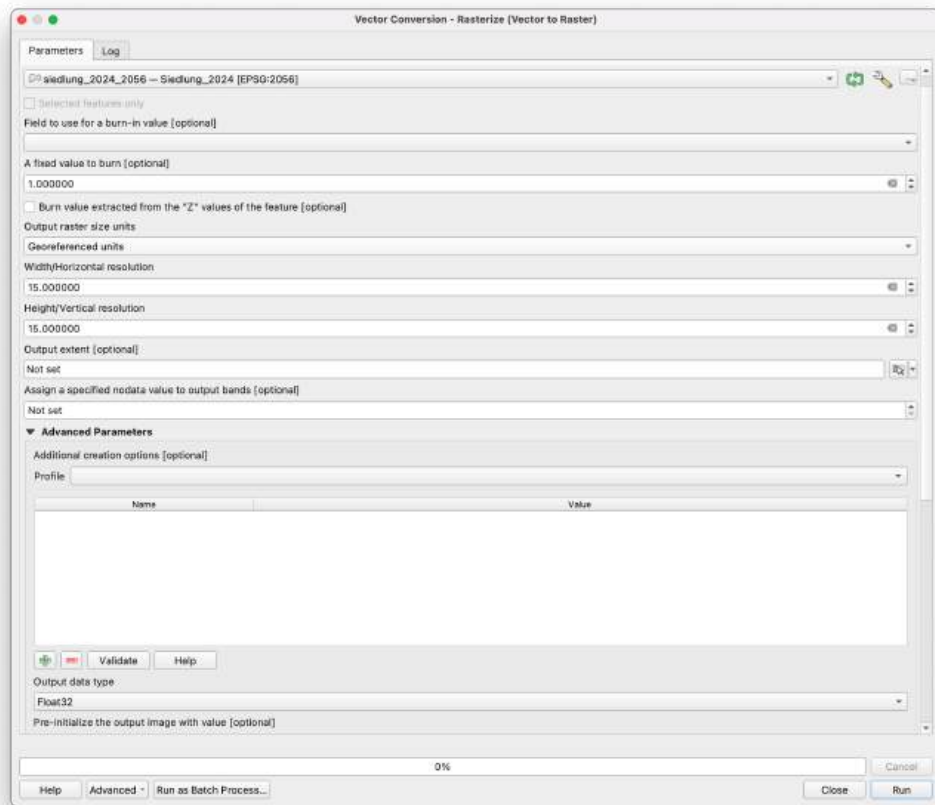 Vector Conversion - Rasterize (Vector to Raster)
Parameters Log
siedlung_2024_2056 — Siedlung_2024 [EPSG:2056]
Selected features only
Field to use for a burn-in value [optional]
A fixed value to burn [optional]
1.000000
Burn value extracted from the "Z" values of the feature [optional]
Output raster size units
Georeferenced units
Width/Horizontal resolution
15.000000
Height/Vertical resolution
15.000000
Output extent [optional]
Not set
Assign a specified nodata value to output bands [optional]
Not set
Advanced Parameters
Additional creation options [optional]
Profile
Name Value
Validate Help
Output data type
Float32
Pre-initialize the output image with value [optional]
0% Cancel
Help Advanced Run as Batch Process... Close Run